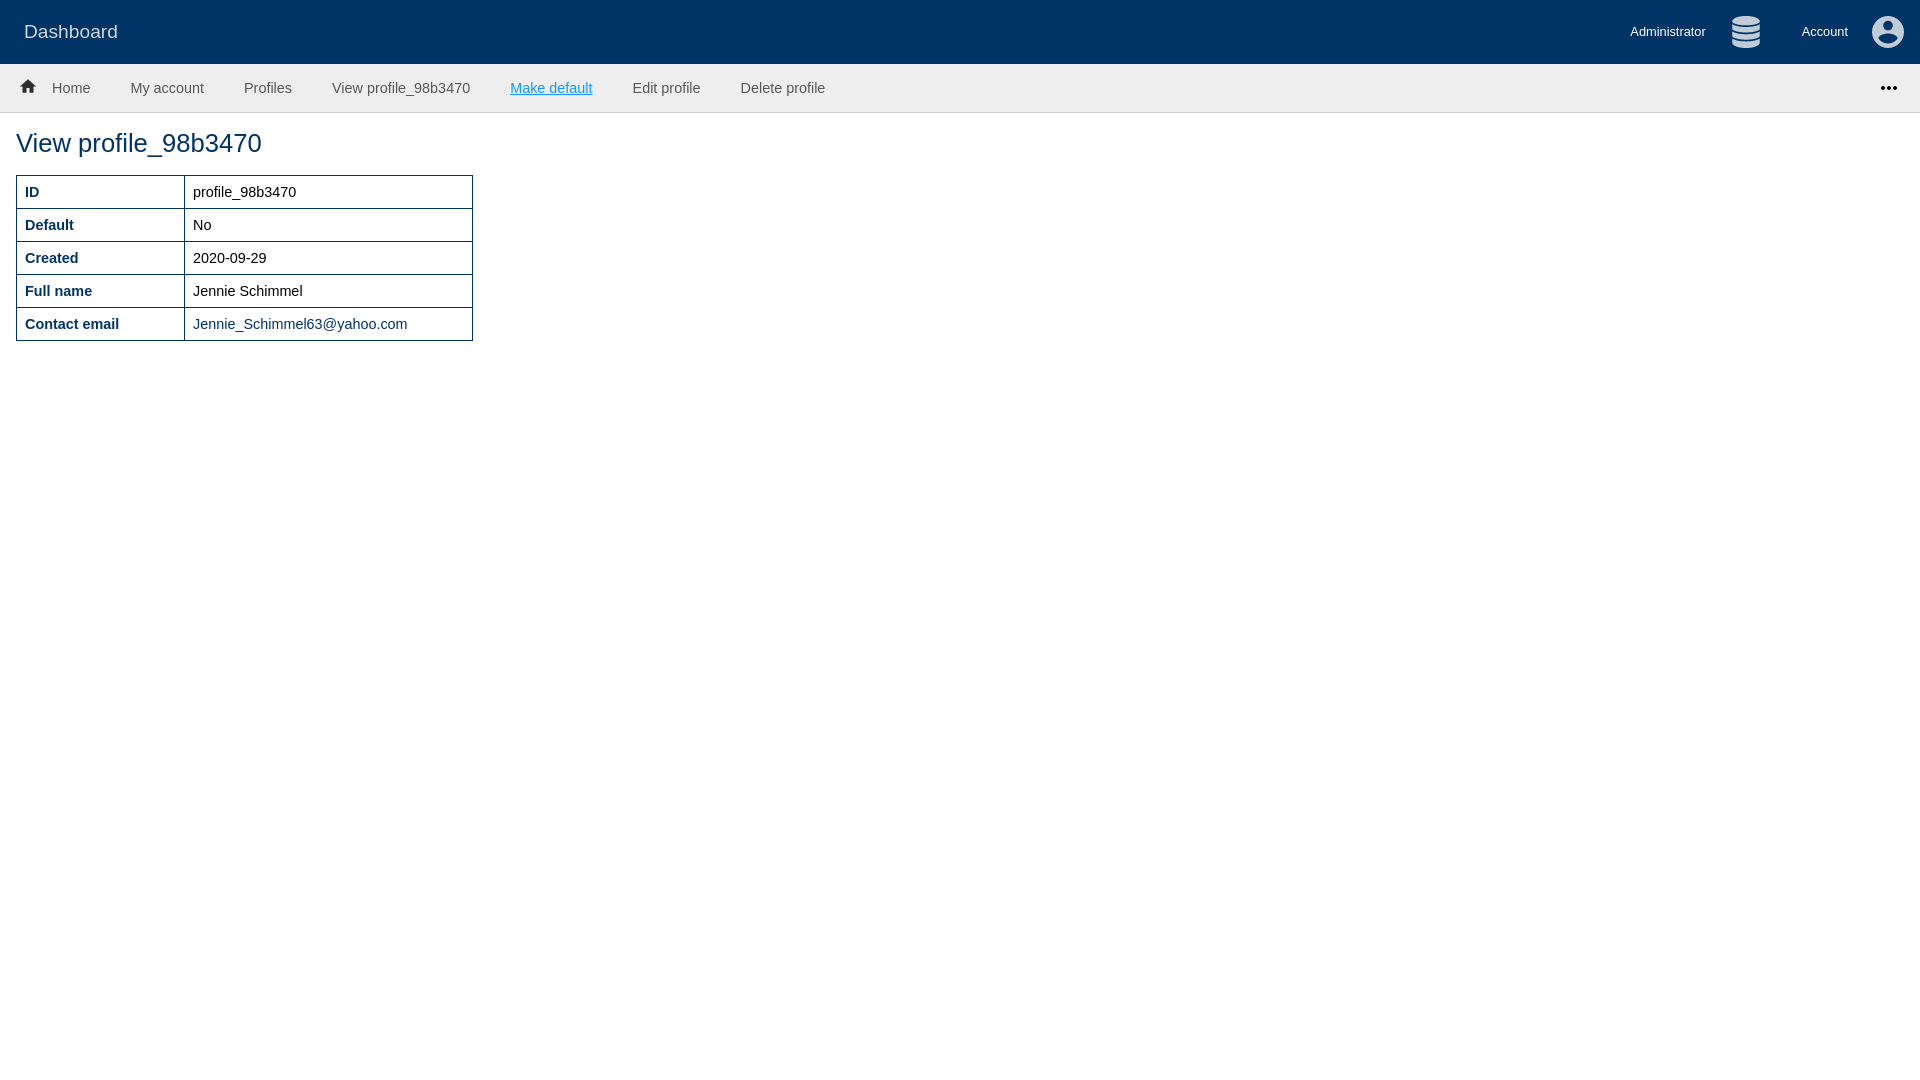 Dashboard
Administrator
Account
Home My account Profiles View profile_98b3470 Make default Edit profile Delete profile
View profile_98b3470
ID profile_98b3470
Default No
Created 2020-09-29
Full name Jennie Schimmel
Contact email Jennie_Schimmel63@yahoo.com